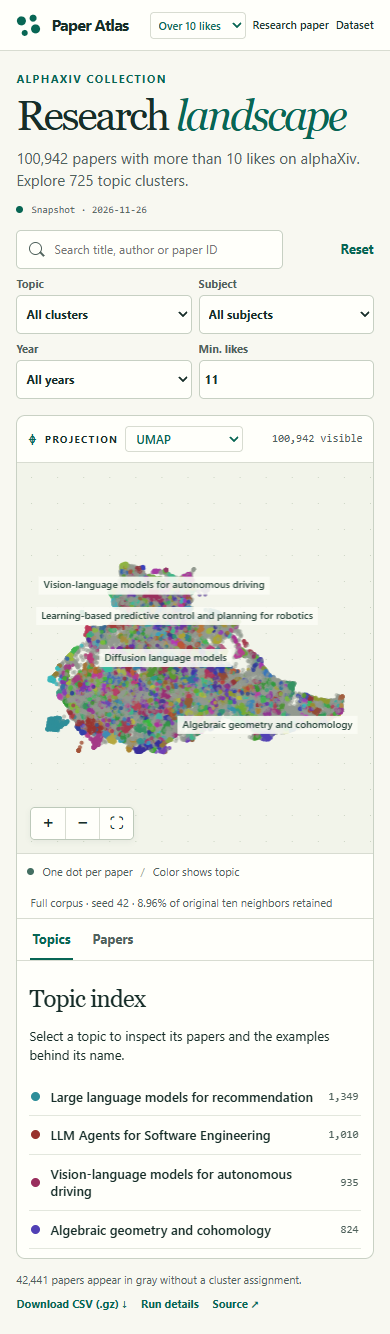 Paper Atlas
Over 10 likes
Research paper
Dataset
ALPHAXIV COLLECTION
Research landscape
100,942 papers with more than 10 likes on alphaXiv.
Explore 725 topic clusters.
Snapshot · 2026-11-26
Search title, author or paper ID
Reset
Topic
Subject
All clusters
All subjects
Year
Min. likes
All years
11
PROJECTION
UMAP
100,942 visible
Vision-language models for autonomous driving
Learning-based predictive control and planning for robotics
Diffusion language models
Algebraic geometry and cohomology
+
−
One dot per paper / Color shows topic
Full corpus · seed 42 · 8.96% of original ten neighbors retained
Topics
Papers
Topic index
Select a topic to inspect its papers and the examples
behind its name.
Large language models for recommendation 1,349
LLM Agents for Software Engineering 1,010
Vision-language models for autonomous
driving 935
Algebraic geometry and cohomology 824
42,441 papers appear in gray without a cluster assignment.
Download CSV (.gz) ↓
Run details
Source ↗